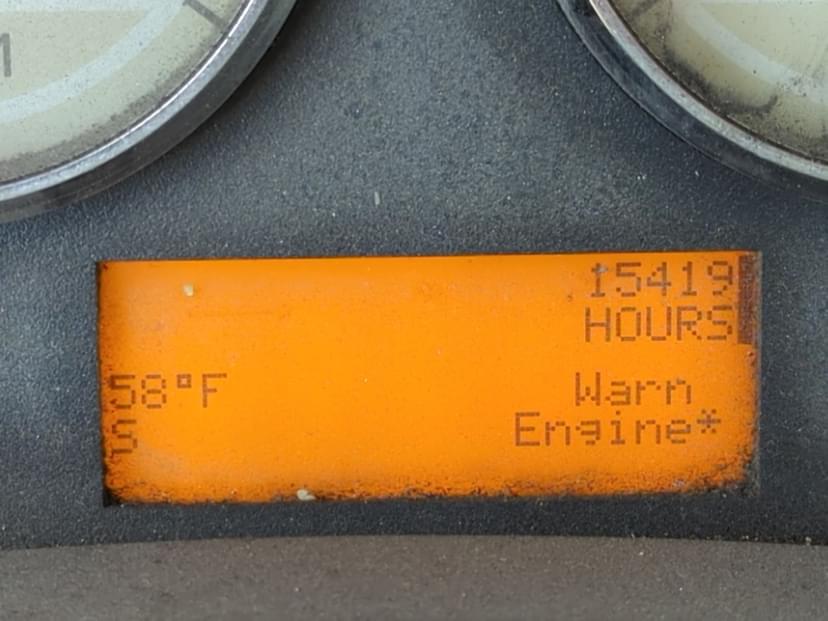 M
15419
HOURS
58°F
Warn
S
Engine*